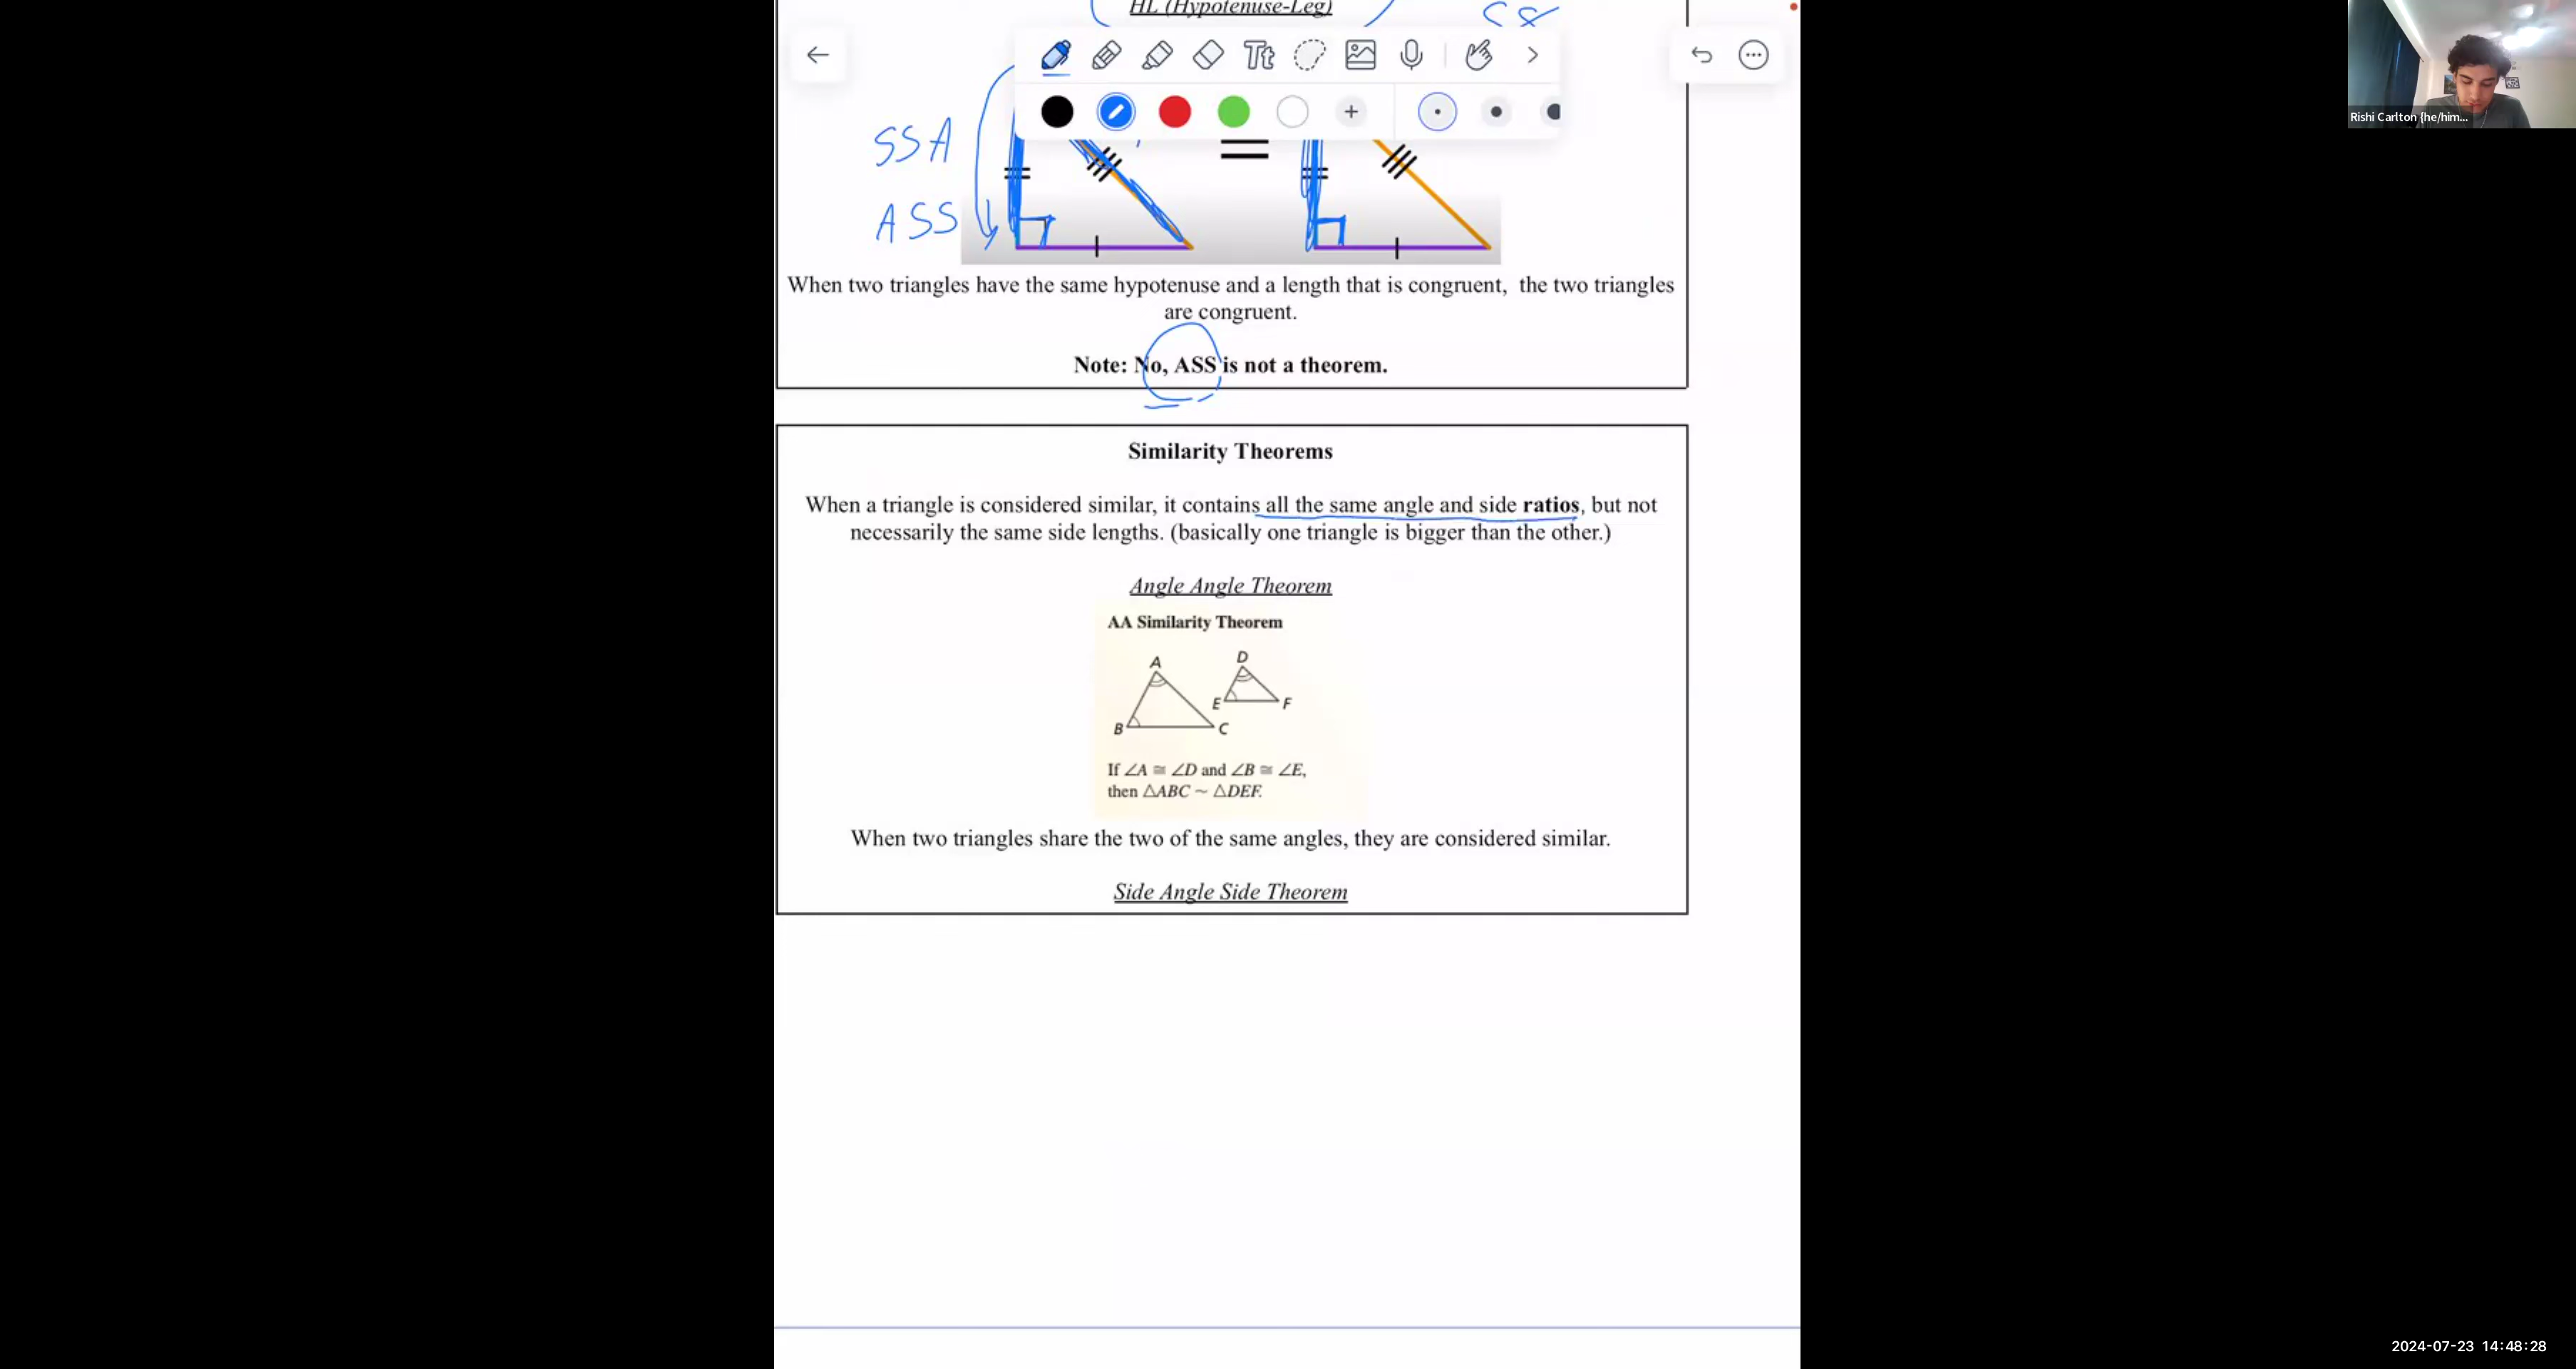 HL (Hypotenuse-Leg)
Tt
SSA
ASS
When two triangles have the same hypotenuse and a length that is congruent, the two triangles
are congruent.
Note: No, ASS is not a theorem.
Similarity Theorems
When a triangle is considered similar, it contains all the same angle and side ratios, but not
necessarily the same side lengths. (basically one triangle is bigger than the other.)
Angle Angle Theorem
AA Similarity Theorem
A
D
E
F
B
C
If ∠A ≅ ∠D and ∠B ≅ ∠E,
then △ABC ~ △DEF.
When two triangles share the two of the same angles, they are considered similar.
Side Angle Side Theorem
Rishi Carlton (he/him...
2024-07-23 14:48:28